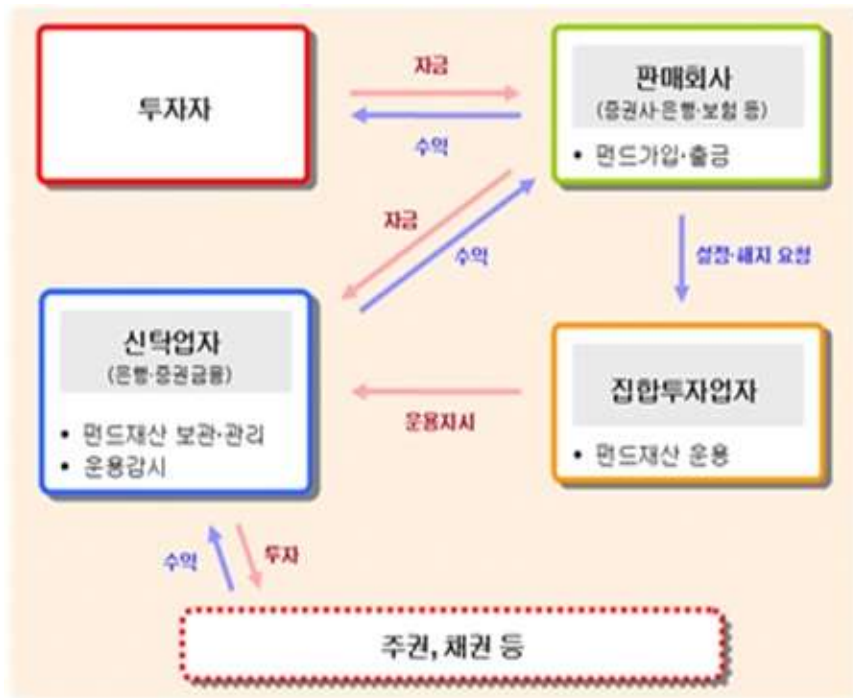 투자자
자금
수익
판매회사
(증권사·은행·보험 등)
• 펀드가입·출금
자금
수익
설정·해지 요청
신탁업자
(은행·증권금융)
• 펀드재산 보관·관리
• 운용감시
운용지시
집합투자업자
• 펀드재산 운용
수익
투자
주권, 채권 등